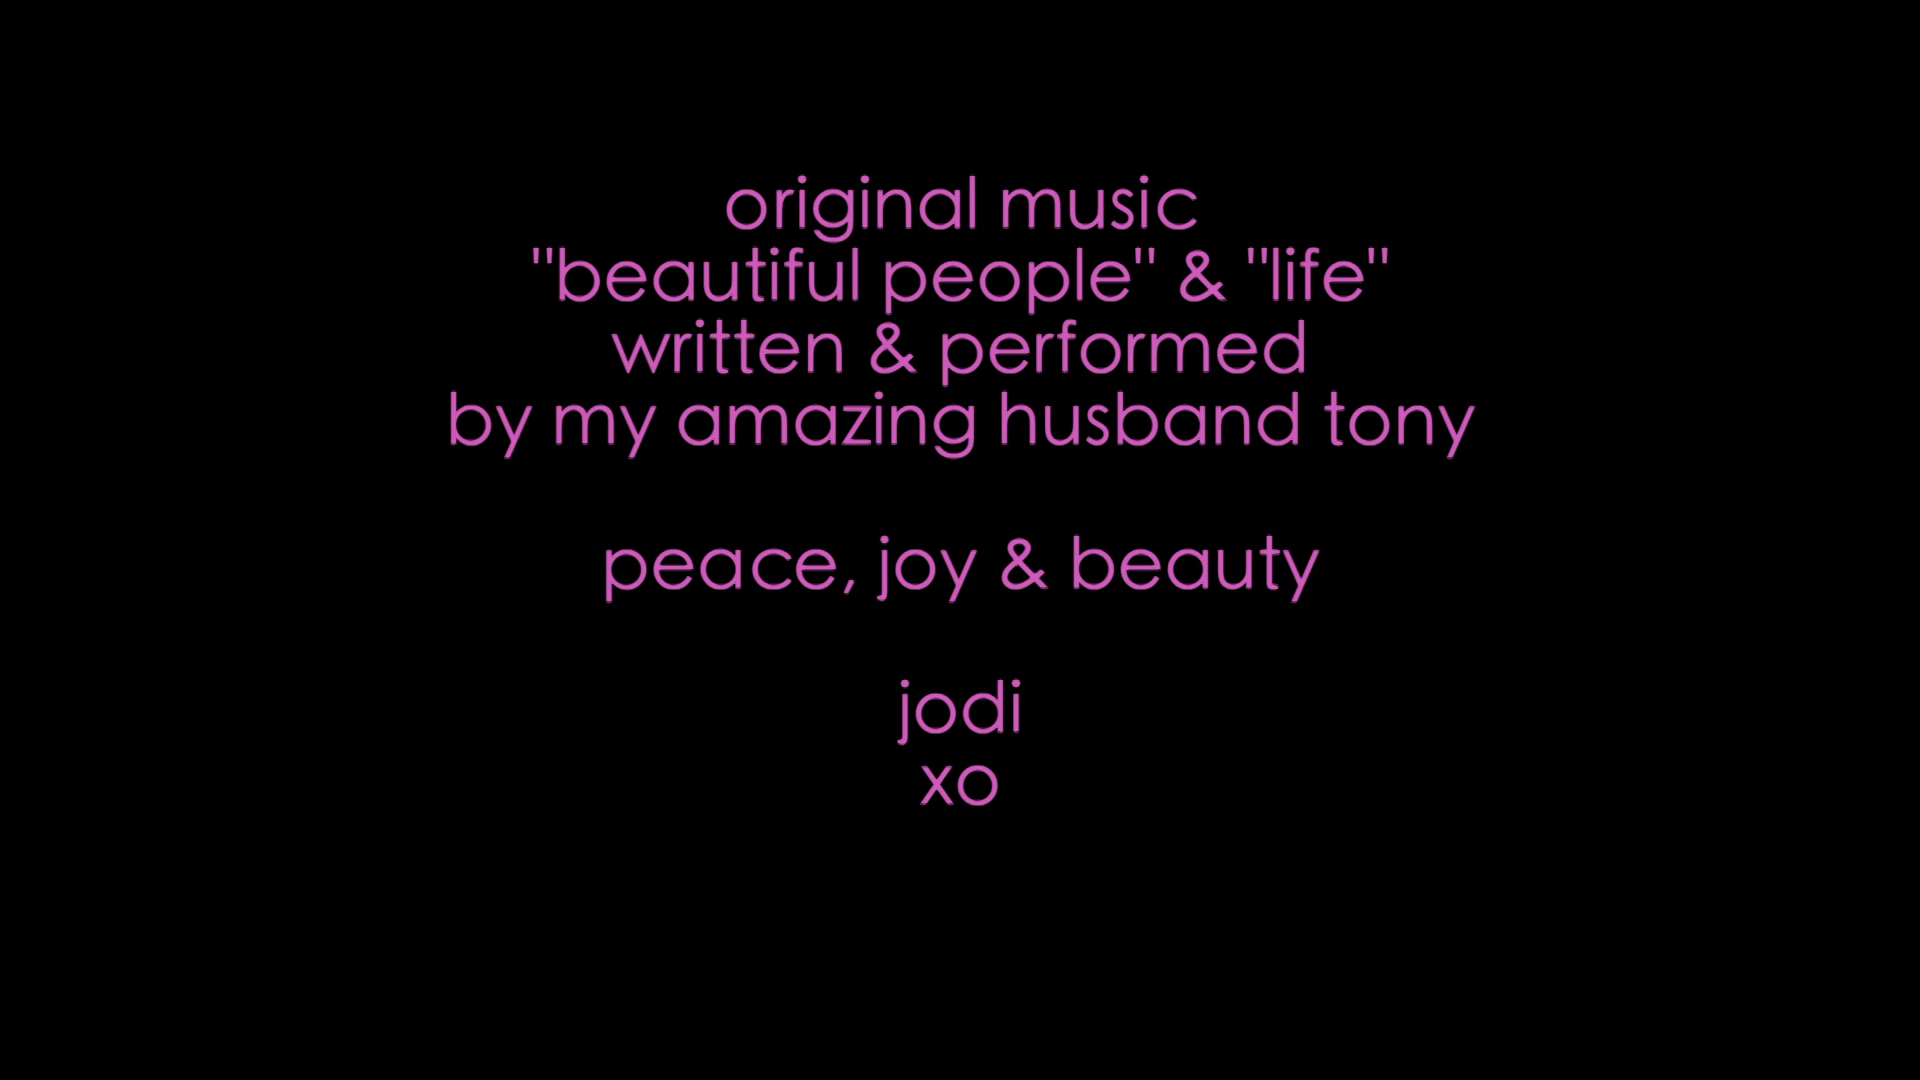 original music
"beautiful people" & "life"
written & performed
by my amazing husband tony
peace, joy & beauty
jodi
xo